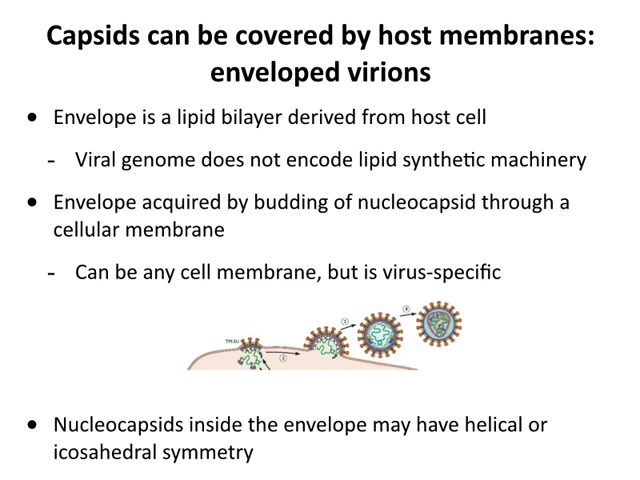 Capsids can be covered by host membranes:
enveloped virions
• Envelope is a lipid bilayer derived from host cell
- Viral genome does not encode lipid synthetic machinery
• Envelope acquired by budding of nucleocapsid through a
cellular membrane
- Can be any cell membrane, but is virus-specific
• Nucleocapsids inside the envelope may have helical or
icosahedral symmetry